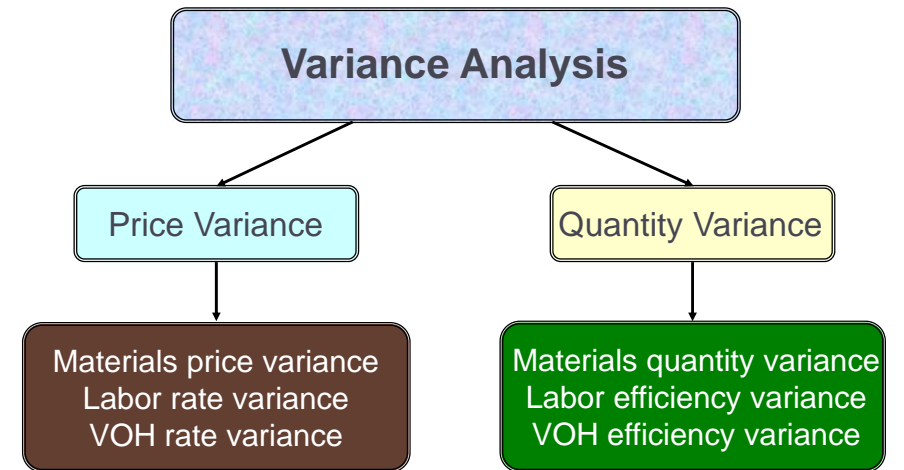 Variance Analysis
Price Variance
Quantity Variance
Materials price variance
Labor rate variance
VOH rate variance
Materials quantity variance
Labor efficiency variance
VOH efficiency variance